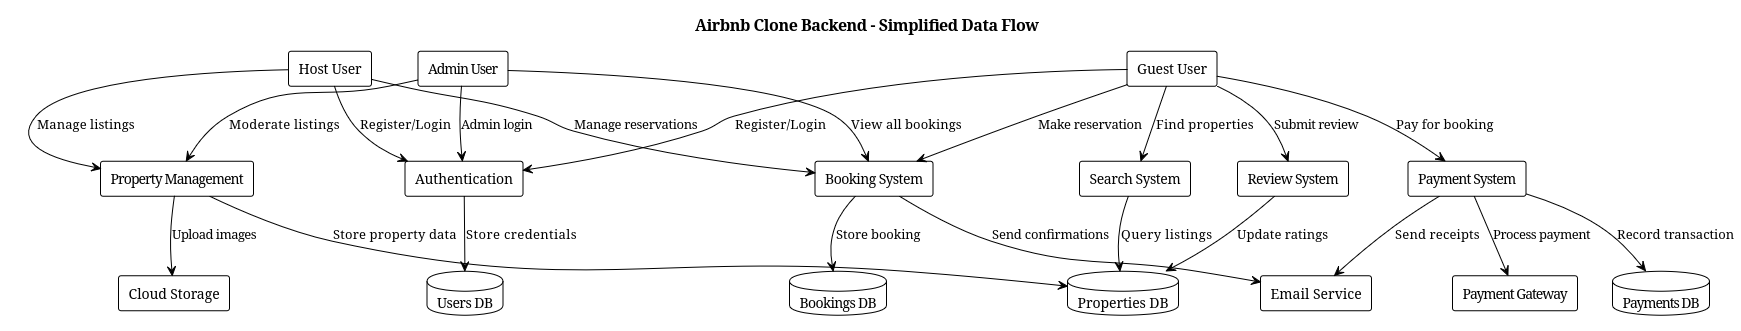 Airbnb Clone Backend - Simplified Data Flow
Host User
Admin User
Guest User
Manage listings
Moderate listings
Register/Login
Admin login
Manage reservations
Register/Login
View all bookings
Make reservation
Find properties
Submit review
Pay for booking
Property Management
Authentication
Booking System
Search System
Review System
Payment System
Upload images
Store property data
Store credentials
Store booking
Send confirmations
Query listings
Update ratings
Send receipts
Process payment
Record transaction
Cloud Storage
Users DB
Bookings DB
Properties DB
Email Service
Payment Gateway
Payments DB